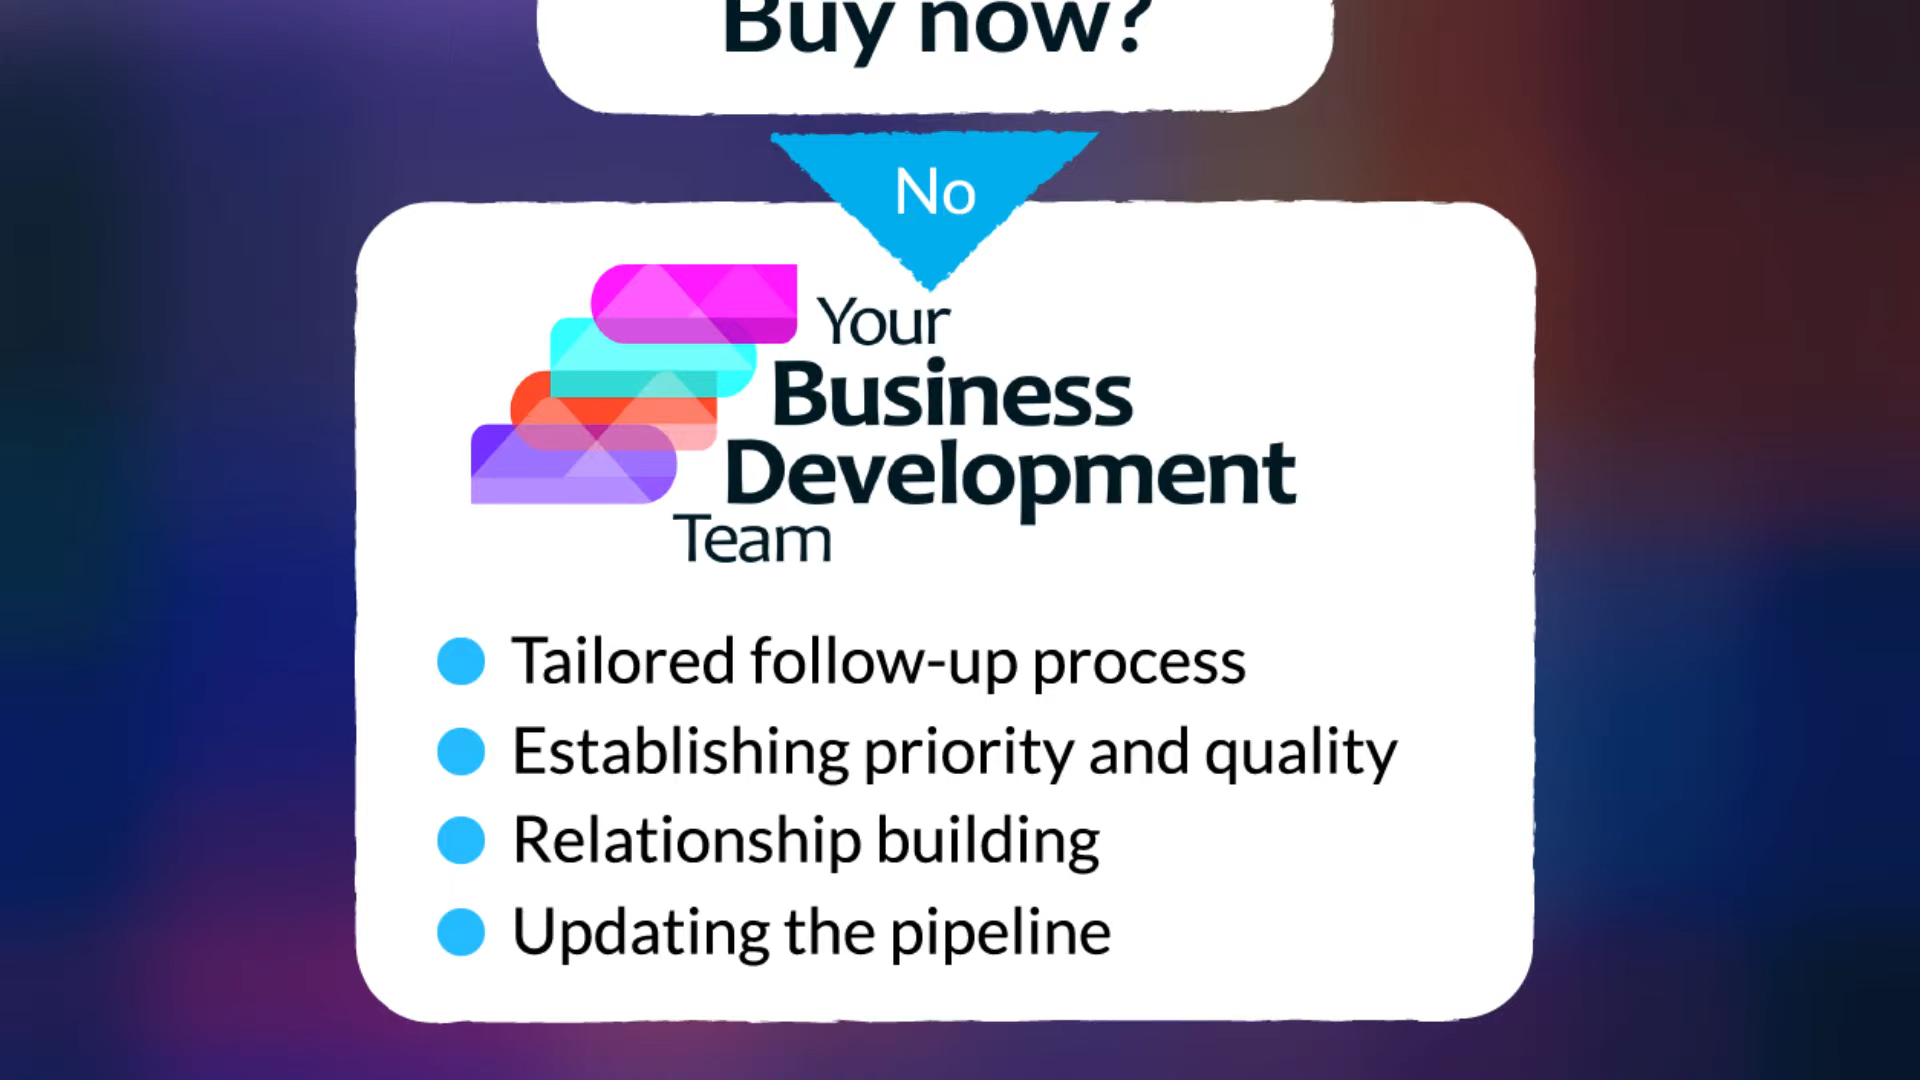 Buy now?
No
Your
Business
Development
Team
Tailored follow-up process
Establishing priority and quality
Relationship building
Updating the pipeline